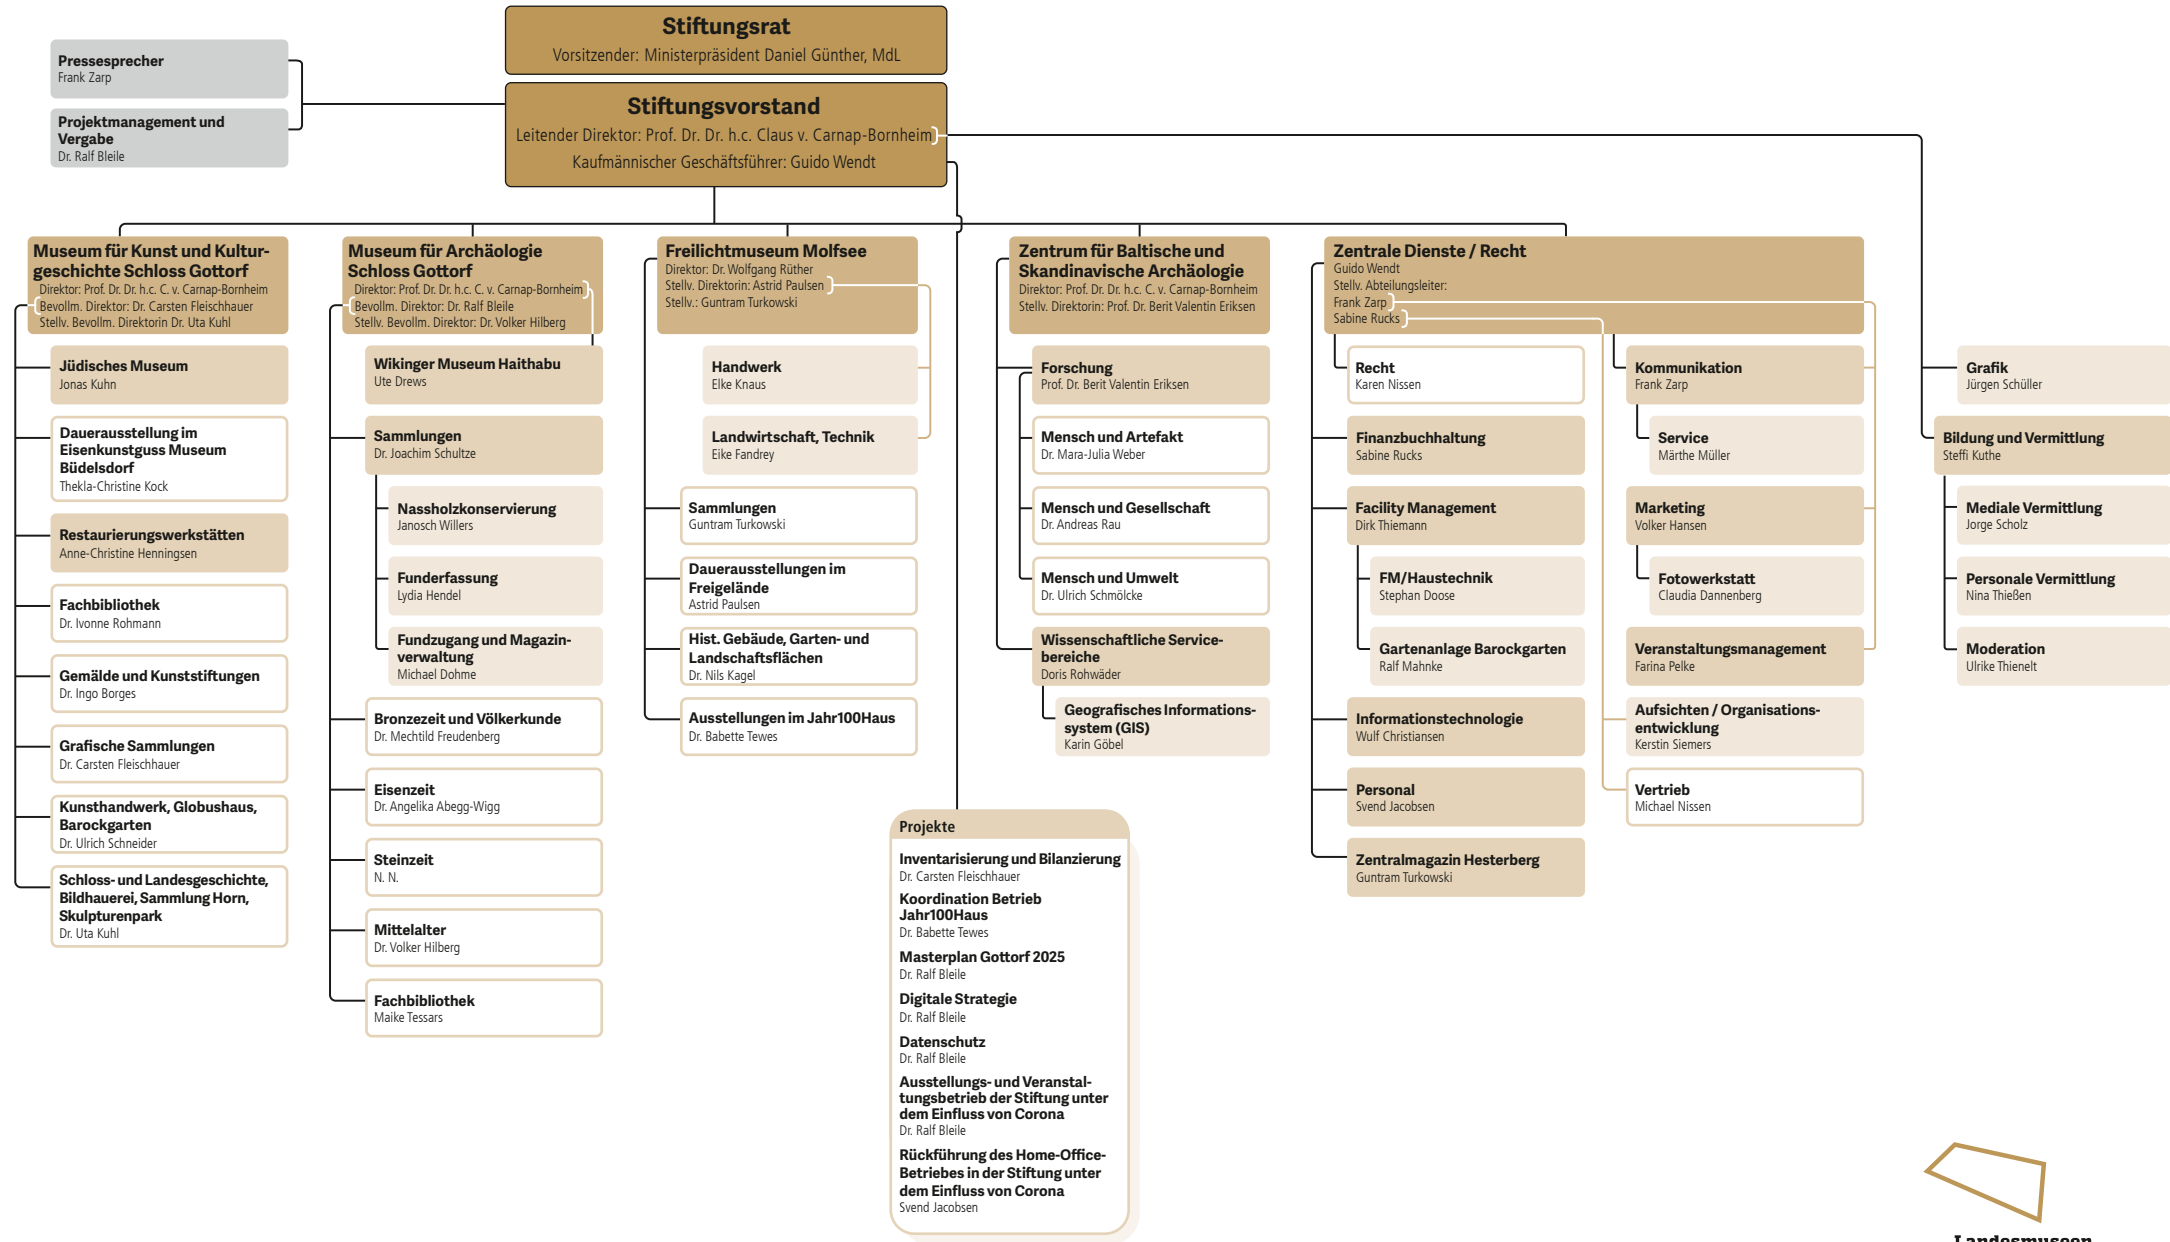 Stiftungsrat
Vorsitzender: Ministerpräsident Daniel Günther, MdL
Stiftungsvorstand
Leitender Direktor: Prof. Dr. Dr. h.c. Claus v. Carnap-Bornheim
Kaufmännischer Geschäftsführer: Guido Wendt
Pressesprecher
Frank Zarp
Projektmanagement und
Vergabe
Dr. Ralf Bleile
Museum für Kunst und Kultur-
geschichte Schloss Gottorf
Direktor: Prof. Dr. Dr. h.c. C. v. Carnap-Bornheim
Bevollm. Direktor: Dr. Carsten Fleischhauer
Stellv. Bevollm. Direktorin Dr. Uta Kuhl
Jüdisches Museum
Jonas Kuhn
Dauerausstellung im
Eisenkunstguss Museum
Büdelsdorf
Thekla-Christine Kock
Restaurierungswerkstätten
Anne-Christine Henningsen
Fachbibliothek
Dr. Ivonne Rohmann
Gemälde und Kunststiftungen
Dr. Ingo Borges
Grafische Sammlungen
Dr. Carsten Fleischhauer
Kunsthandwerk, Globushaus,
Barockgarten
Dr. Ulrich Schneider
Schloss- und Landesgeschichte,
Bildhauerei, Sammlung Horn,
Skulpturenpark
Dr. Uta Kuhl
Museum für Archäologie
Schloss Gottorf
Direktor: Prof. Dr. Dr. h.c. C. v. Carnap-Bornheim
Bevollm. Direktor: Dr. Ralf Bleile
Stellv. Bevollm. Direktor: Dr. Volker Hilberg
Wikinger Museum Haithabu
Ute Drews
Sammlungen
Dr. Joachim Schultze
Nassholzkonservierung
Janosch Willers
Funderfassung
Lydia Hendel
Fundzugang und Magazin-
verwaltung
Michael Dohme
Bronzezeit und Völkerkunde
Dr. Mechtild Freudenberg
Eisenzeit
Dr. Angelika Abegg-Wigg
Steinzeit
N. N.
Mittelalter
Dr. Volker Hilberg
Fachbibliothek
Maike Tessars
Freilichtmuseum Molfsee
Direktor: Dr. Wolfgang Rüther
Stellv. Direktorin: Astrid Paulsen
Stellv.: Guntram Turkowski
Handwerk
Elke Knaus
Landwirtschaft, Technik
Eike Fandrey
Sammlungen
Guntram Turkowski
Dauerausstellungen im
Freigelände
Astrid Paulsen
Hist. Gebäude, Garten- und
Landschaftsflächen
Dr. Nils Kagel
Ausstellungen im Jahr100Haus
Dr. Babette Tewes
Projekte
Inventarisierung und Bilanzierung
Dr. Carsten Fleischhauer
Koordination Betrieb
Jahr100Haus
Dr. Babette Tewes
Masterplan Gottorf 2025
Dr. Ralf Bleile
Digitale Strategie
Dr. Ralf Bleile
Datenschutz
Dr. Ralf Bleile
Ausstellungs- und Veranstal-
tungsbetrieb der Stiftung unter
dem Einfluss von Corona
Dr. Ralf Bleile
Rückführung des Home-Office-
Betriebes in der Stiftung unter
dem Einfluss von Corona
Svend Jacobsen
Zentrum für Baltische und
Skandinavische Archäologie
Direktor: Prof. Dr. Dr. h.c. C. v. Carnap-Bornheim
Stellv. Direktorin: Prof. Dr. Berit Valentin Eriksen
Forschung
Prof. Dr. Berit Valentin Eriksen
Mensch und Artefakt
Dr. Mara-Julia Weber
Mensch und Gesellschaft
Dr. Andreas Rau
Mensch und Umwelt
Dr. Ulrich Schmölcke
Wissenschaftliche Service-
bereiche
Doris Rohwäder
Geografisches Informations-
system (GIS)
Karin Göbel
Zentrale Dienste / Recht
Guido Wendt
Stellv. Abteilungsleiter:
Frank Zarp
Sabine Rucks
Recht
Karen Nissen
Finanzbuchhaltung
Sabine Rucks
Facility Management
Dirk Thiemann
FM/Haustechnik
Stephan Doose
Gartenanlage Barockgarten
Ralf Mahnke
Informationstechnologie
Wulf Christiansen
Personal
Svend Jacobsen
Zentralmagazin Hesterberg
Guntram Turkowski
Kommunikation
Frank Zarp
Service
Märthe Müller
Marketing
Volker Hansen
Fotowerkstatt
Claudia Dannenberg
Veranstaltungsmanagement
Farina Pelke
Aufsichten / Organisations-
entwicklung
Kerstin Siemers
Vertrieb
Michael Nissen
Grafik
Jürgen Schüller
Bildung und Vermittlung
Steffi Kuthe
Mediale Vermittlung
Jorge Scholz
Personale Vermittlung
Nina Thießen
Moderation
Ulrike Thienelt
Landesmuseen